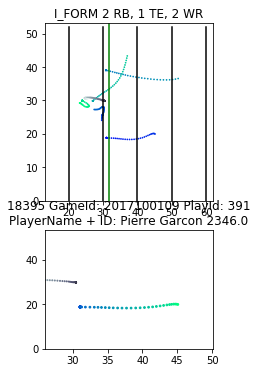 I_FORM 2 RB, 1 TE, 2 WR
50
40
30
20
10
0
20 30 40 50 60
18395 GameId: 2017100109 PlayId: 391
PlayerName + ID: Pierre Garcon 2346.0
40
20
0
30 35 40 45 50